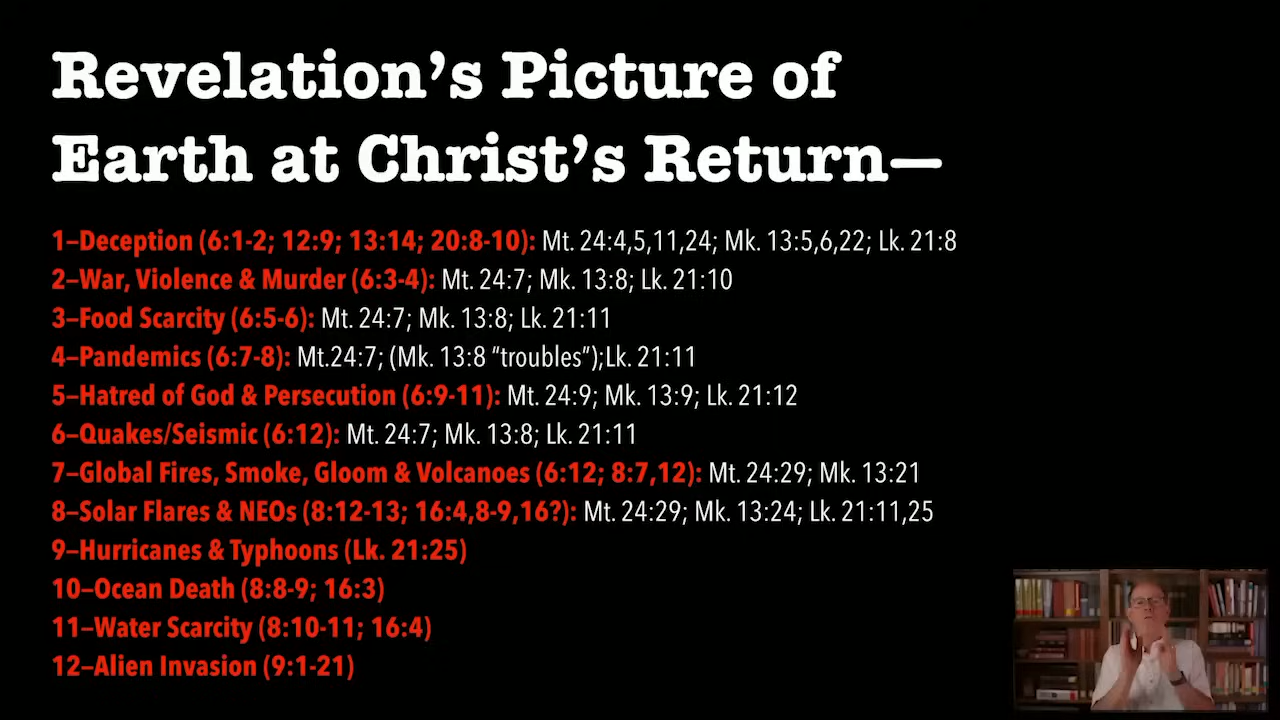 Revelation’s Picture of
Earth at Christ’s Return—
1–Deception (6:1-2; 12:9; 13:14; 20:8-10): Mt. 24:4,5,11,24; Mk. 13:5,6,22; Lk. 21:8
2–War, Violence & Murder (6:3-4): Mt. 24:7; Mk. 13:8; Lk. 21:10
3–Food Scarcity (6:5-6): Mt. 24:7; Mk. 13:8; Lk. 21:11
4–Pandemics (6:7-8): Mt.24:7; (Mk. 13:8 “troubles”);Lk. 21:11
5–Hatred of God & Persecution (6:9-11): Mt. 24:9; Mk. 13:9; Lk. 21:12
6–Quakes/Seismic (6:12): Mt. 24:7; Mk. 13:8; Lk. 21:11
7–Global Fires, Smoke, Gloom & Volcanoes (6:12; 8:7,12): Mt. 24:29; Mk. 13:21
8–Solar Flares & NEOs (8:12-13; 16:4,8-9,16?): Mt. 24:29; Mk. 13:24; Lk. 21:11,25
9–Hurricanes & Typhoons (Lk. 21:25)
10–Ocean Death (8:8-9; 16:3)
11–Water Scarcity (8:10-11; 16:4)
12–Alien Invasion (9:1-21)